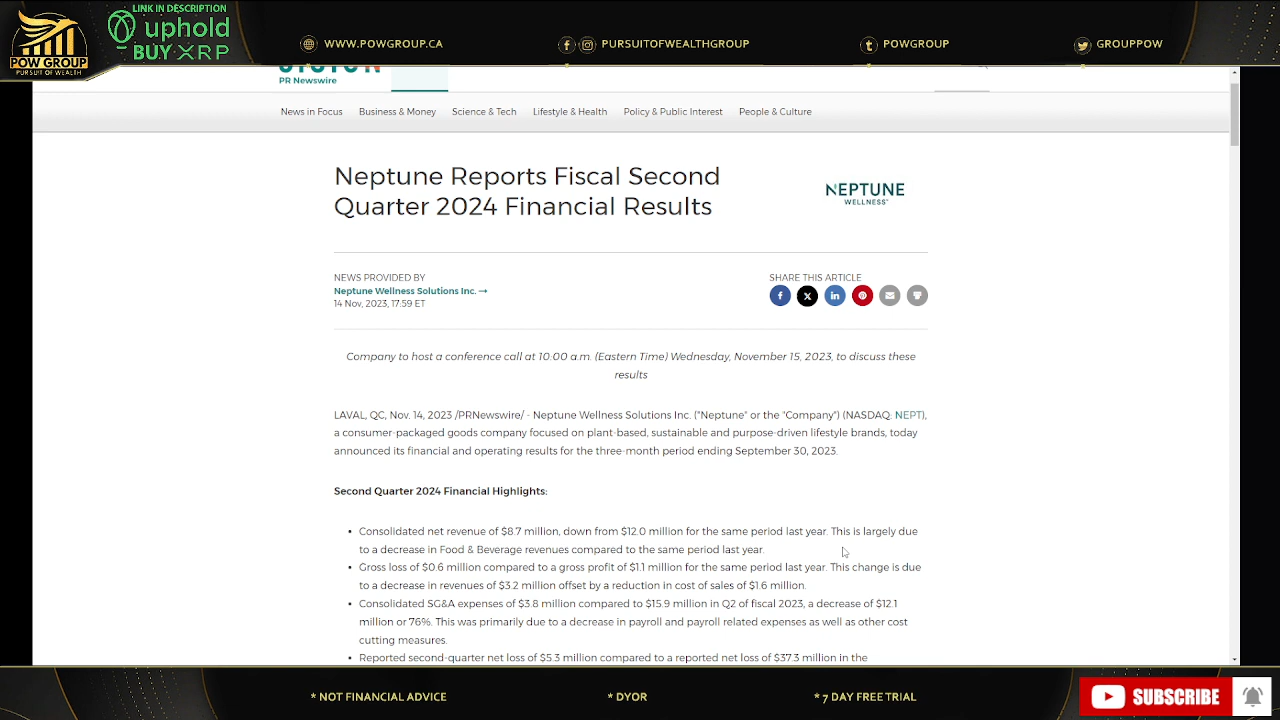 LINK IN DESCRIPTION
uphold
BUY XRP
POW GROUP
PURSUIT OF WEALTH
WWW.POWGROUP.CA
PURSUITOFWEALTHGROUP
POWGROUP
GROUPPOW
PR Newswire
News in Focus
Business & Money
Science & Tech
Lifestyle & Health
Policy & Public Interest
People & Culture
Neptune Reports Fiscal Second
Quarter 2024 Financial Results
NEPTUNE
WELLNESS
NEWS PROVIDED BY
Neptune Wellness Solutions Inc. →
14 Nov, 2023, 17:59 ET
SHARE THIS ARTICLE
Company to host a conference call at 10:00 a.m. (Eastern Time) Wednesday, November 15, 2023, to discuss these
results
LAVAL, QC, Nov. 14, 2023 /PRNewswire/ - Neptune Wellness Solutions Inc. ("Neptune" or the "Company") (NASDAQ: NEPT),
a consumer-packaged goods company focused on plant-based, sustainable and purpose-driven lifestyle brands, today
announced its financial and operating results for the three-month period ending September 30, 2023.
Second Quarter 2024 Financial Highlights:
• Consolidated net revenue of $8.7 million, down from $12.0 million for the same period last year. This is largely due
to a decrease in Food & Beverage revenues compared to the same period last year.
• Gross loss of $0.6 million compared to a gross profit of $1.1 million for the same period last year. This change is due
to a decrease in revenues of $3.2 million offset by a reduction in cost of sales of $1.6 million.
• Consolidated SG&A expenses of $3.8 million compared to $15.9 million in Q2 of fiscal 2023, a decrease of $12.1
million or 76%. This was primarily due to a decrease in payroll and payroll related expenses as well as other cost
cutting measures.
• Reported second-quarter net loss of $5.3 million compared to a reported net loss of $37.3 million in the
* NOT FINANCIAL ADVICE
* DYOR
* 7 DAY FREE TRIAL
SUBSCRIBE